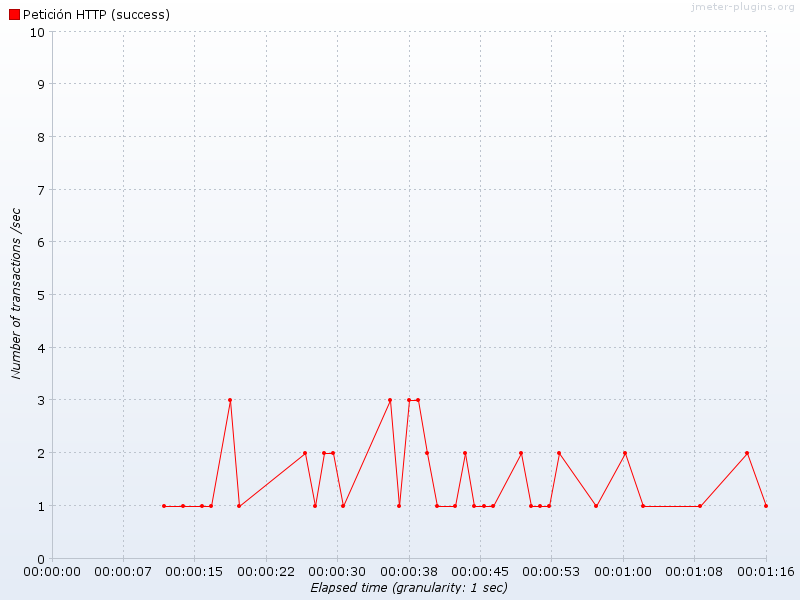 jmeter-plugins.org
Petición HTTP (success)
10
9
8
7
6
5
4
3
2
1
0
Number of transactions /sec
00:00:00 00:00:07 00:00:15 00:00:22 00:00:30 00:00:38 00:00:45 00:00:53 00:01:00 00:01:08 00:01:16
Elapsed time (granularity: 1 sec)